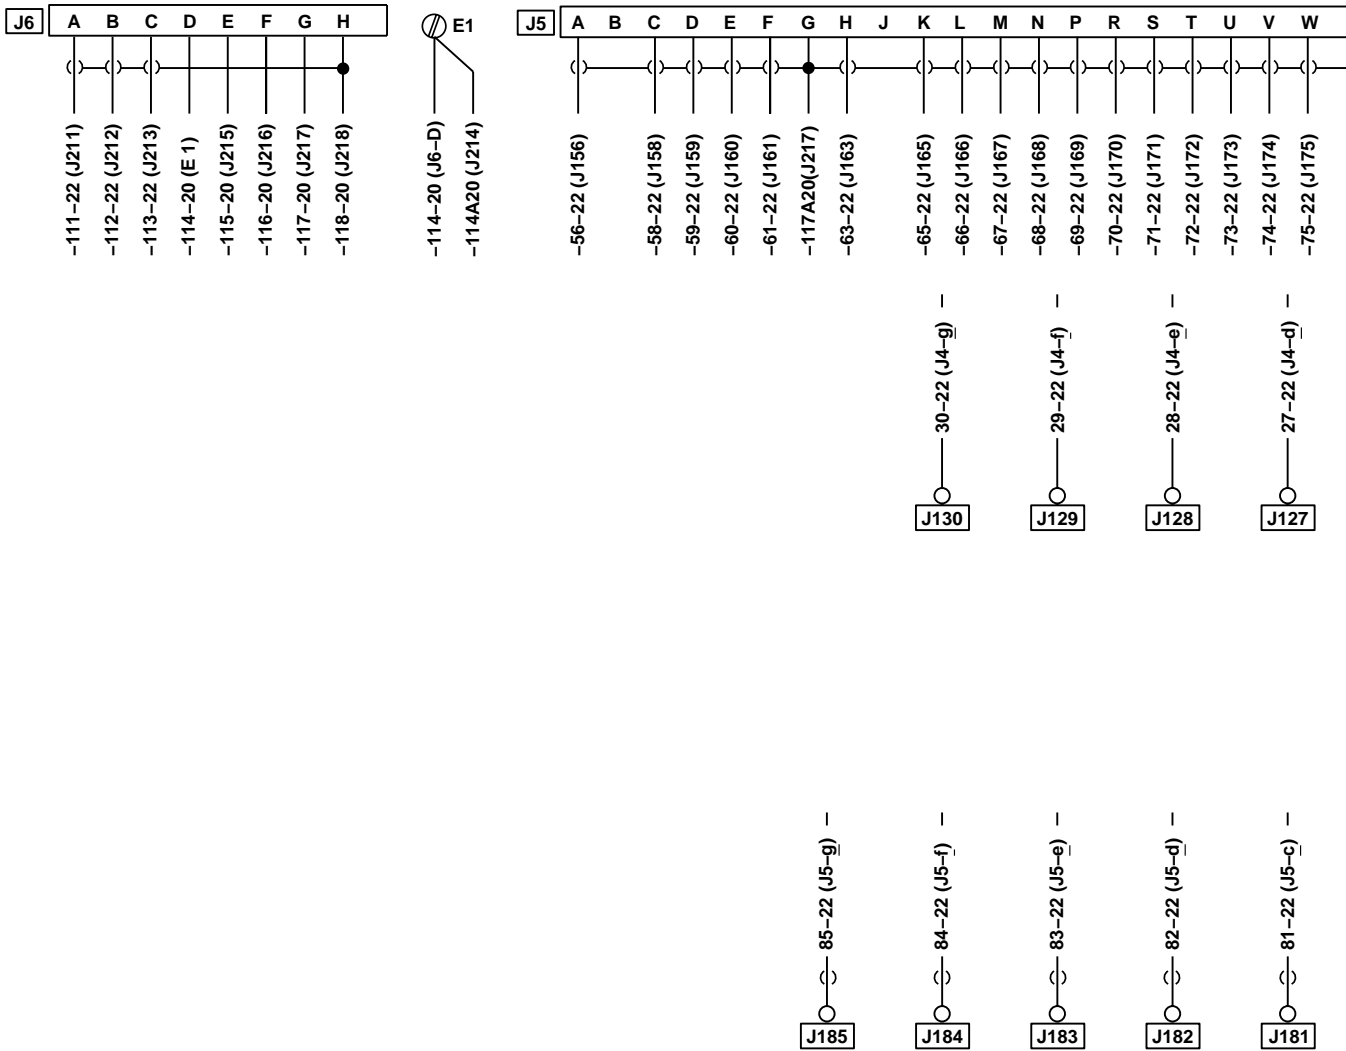 J6 A B C D E F G H E1 J5 A B C D E F G H J K L M N P R S T U V W
–111–22 (J211)
–112–22 (J212)
–113–22 (J213)
–114–20 (E 1)
–115–20 (J215)
–116–20 (J216)
–117–20 (J217)
–118–20 (J218)
–114–20 (J6–D)
–114A20 (J214)
–56–22 (J156)
–58–22 (J158)
–59–22 (J159)
–60–22 (J160)
–61–22 (J161)
–117A20(J217)
–63–22 (J163)
–65–22 (J165)
–66–22 (J166)
–67–22 (J167)
–68–22 (J168)
–69–22 (J169)
–70–22 (J170)
–71–22 (J171)
–72–22 (J172)
–73–22 (J173)
–74–22 (J174)
–75–22 (J175)
30–22 (J4–g) –
29–22 (J4–f) –
28–22 (J4–e) –
27–22 (J4–d) –
J130 J129 J128 J127
85–22 (J5–g) –
84–22 (J5–f) –
83–22 (J5–e) –
82–22 (J5–d) –
81–22 (J5–c) –
J185 J184 J183 J182 J181